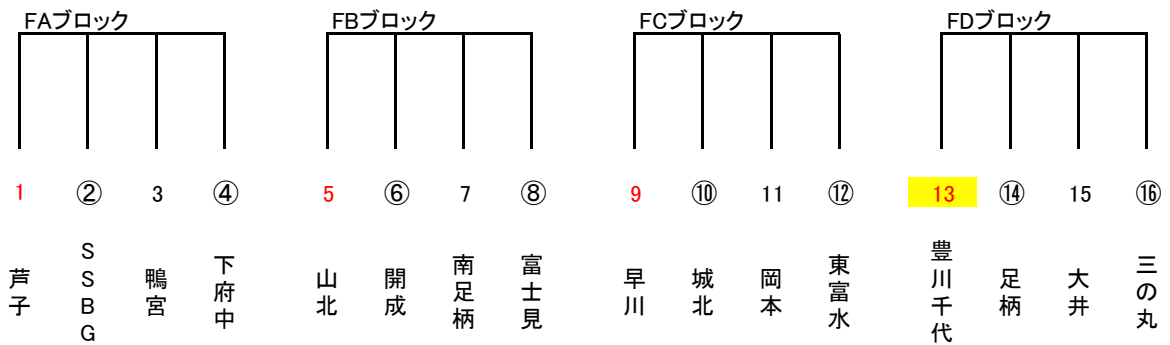 FAブロック FBブロック FCブロック FDブロック
1 ② 3 ④ 5 ⑥ 7 ⑧ 9 ⑩ 11 ⑫ 13 ⑭ 15 ⑯
芦子 SSBG 鴨宮 下府中 山北 開成 南足柄 富士見 早川 城北 岡本 東富水 豊川千代 足柄 大井 三の丸